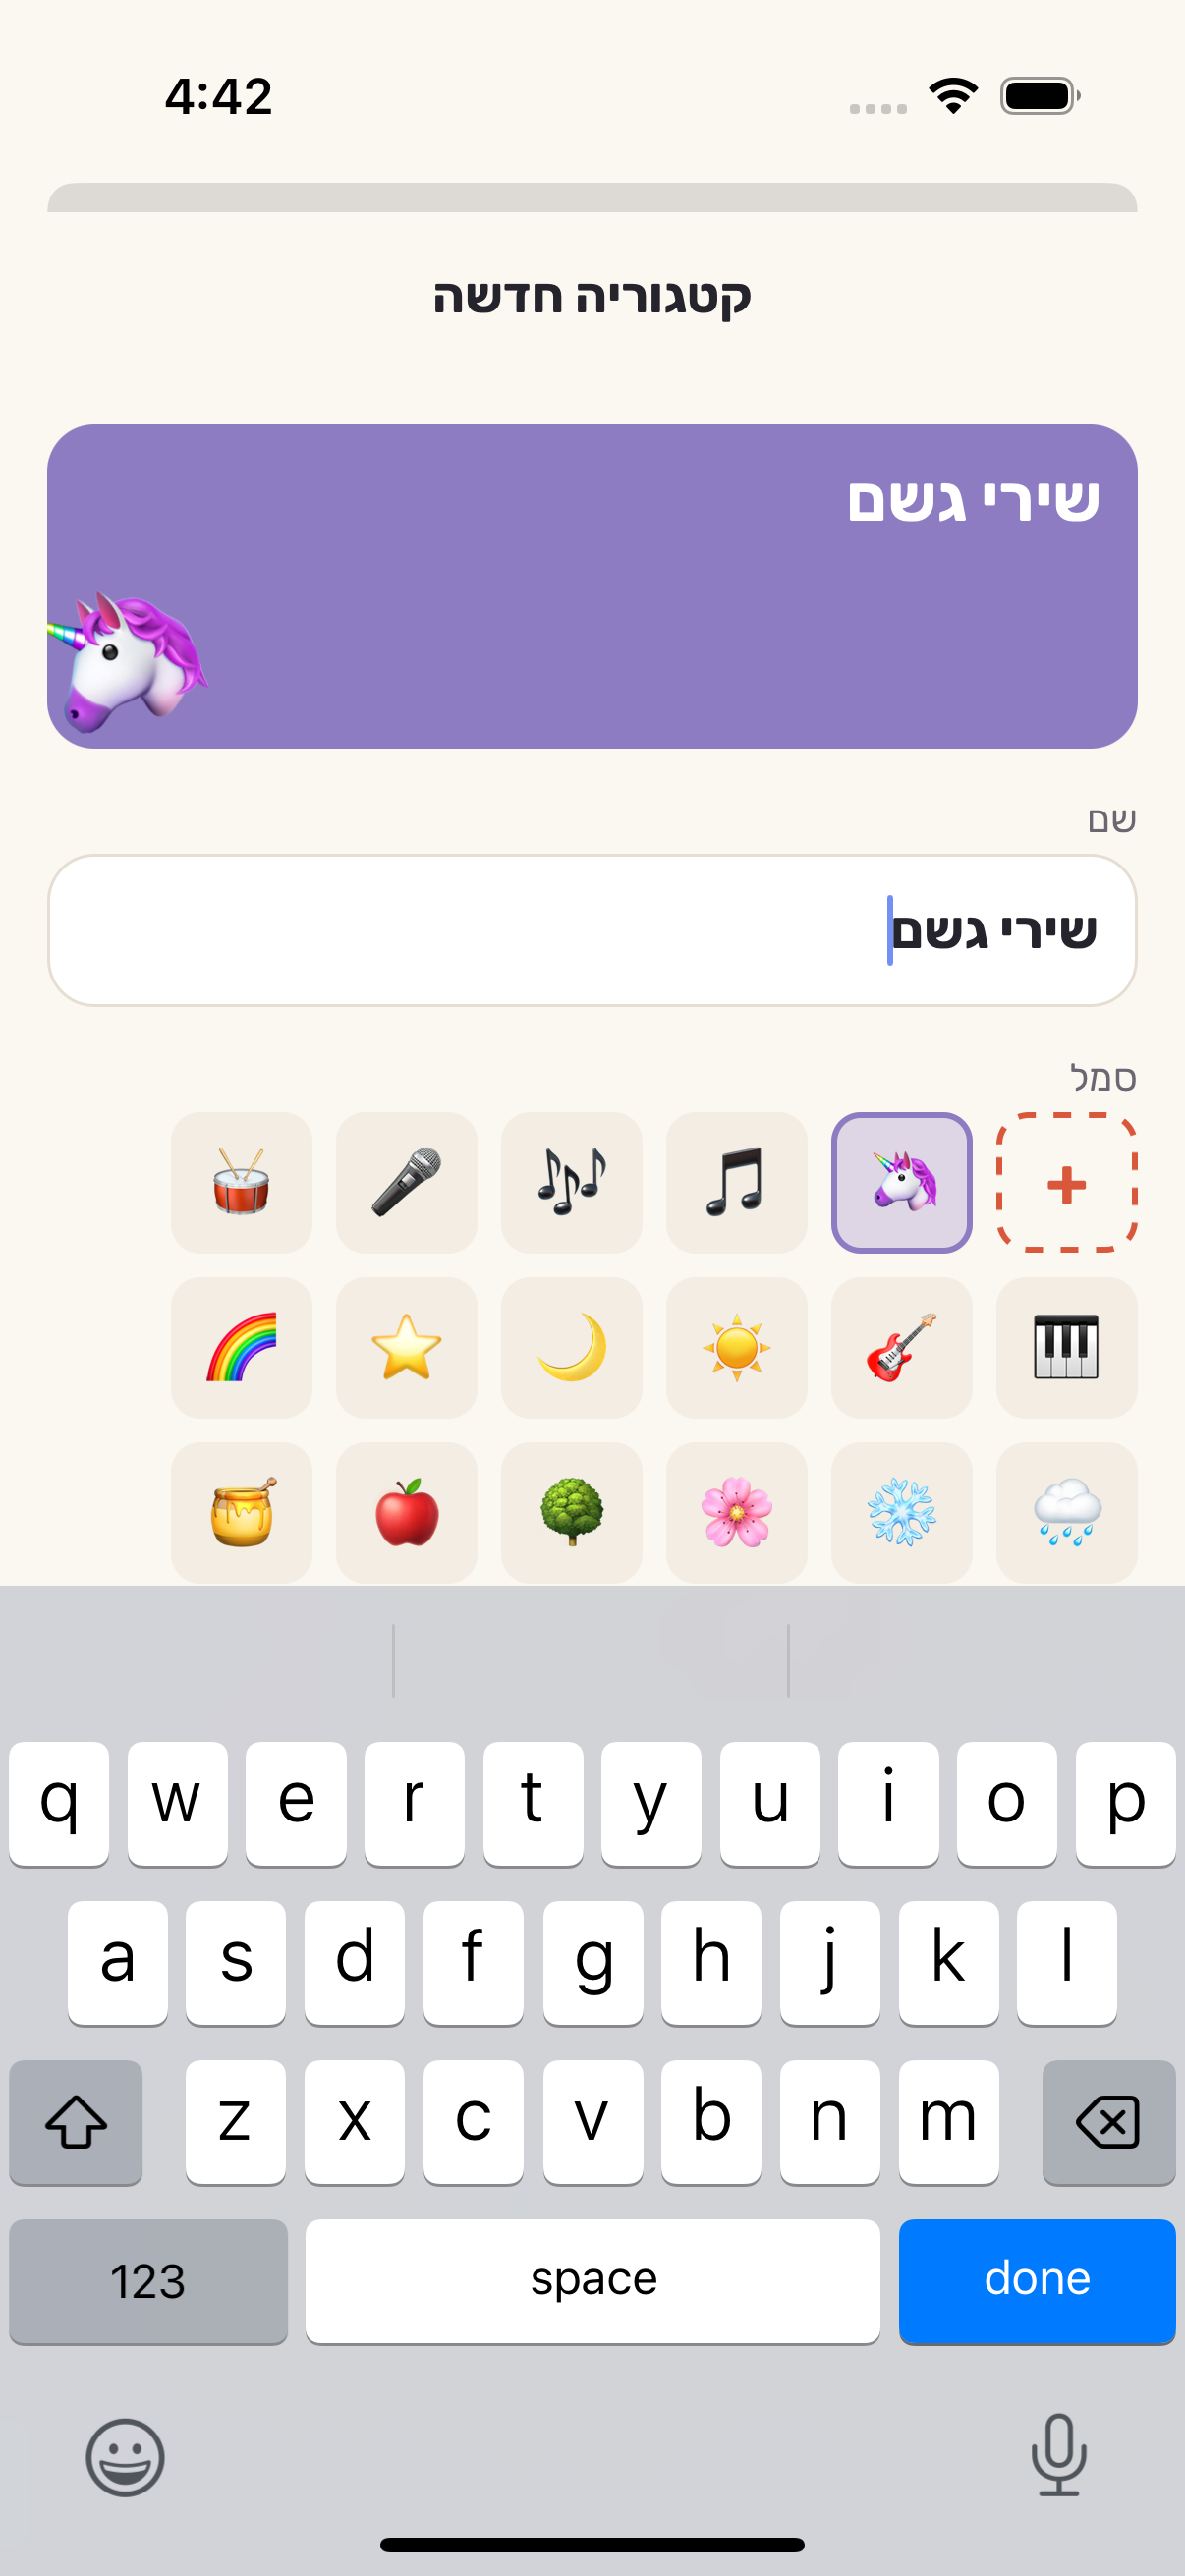 4:42
קטגוריה חדשה
שירי גשם
שם
שירי גשם
סמל
q w e r t y u i o p
a s d f g h j k l
z x c v b n m
123 space done